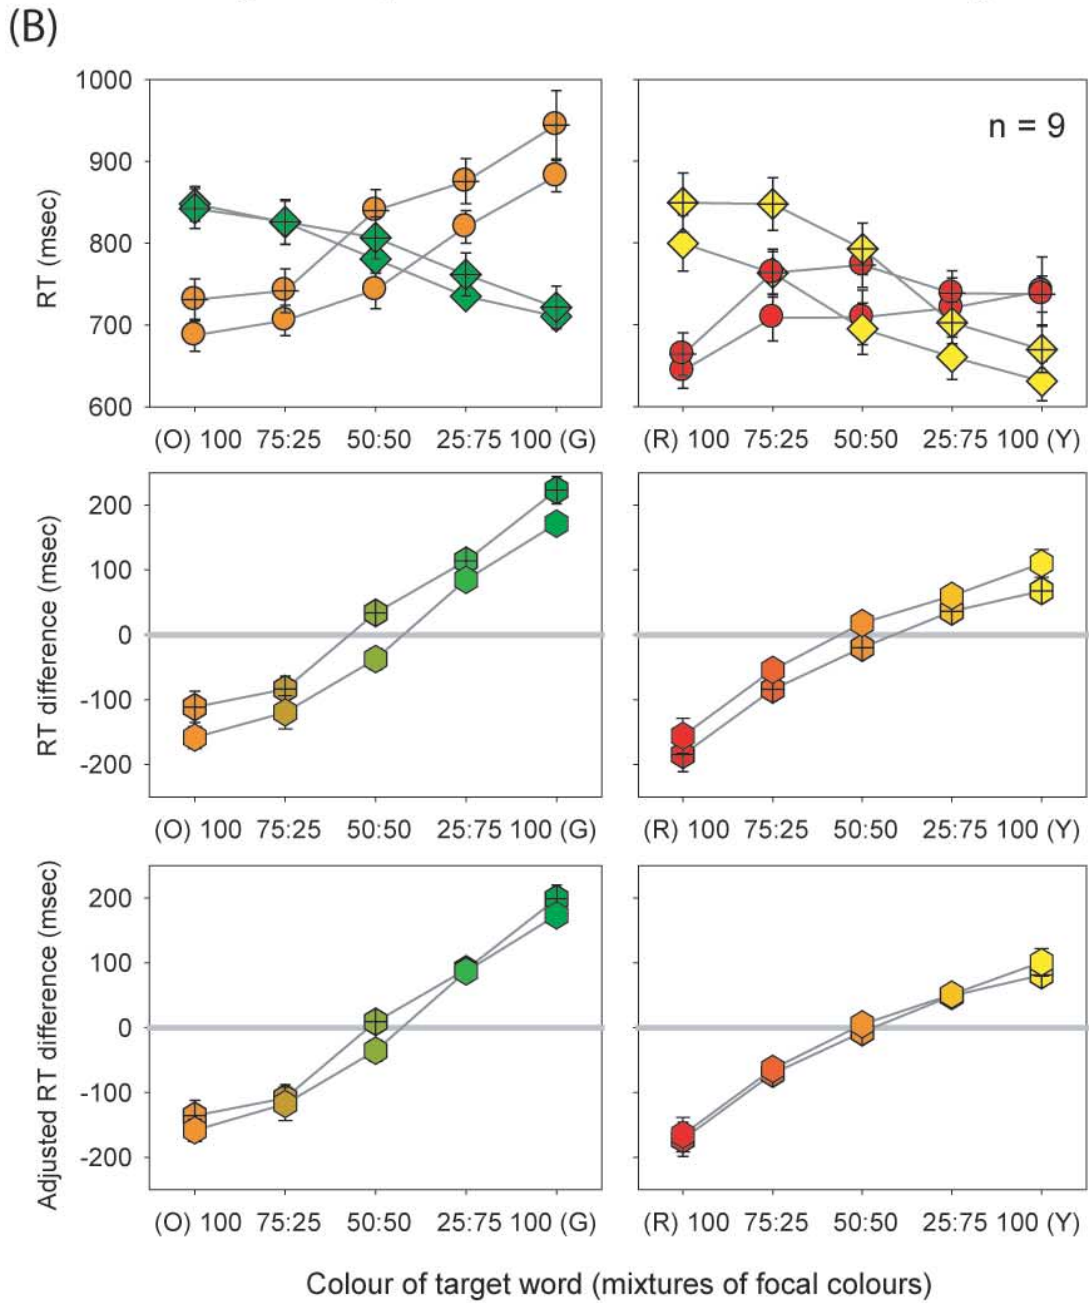 (B)
1000
900
800
700
600
RT (msec)
n = 9
(O) 100 75:25 50:50 25:75 100 (G)
(R) 100 75:25 50:50 25:75 100 (Y)
200
100
0
-100
-200
RT difference (msec)
(O) 100 75:25 50:50 25:75 100 (G)
(R) 100 75:25 50:50 25:75 100 (Y)
200
100
0
-100
-200
Adjusted RT difference (msec)
(O) 100 75:25 50:50 25:75 100 (G)
(R) 100 75:25 50:50 25:75 100 (Y)
Colour of target word (mixtures of focal colours)